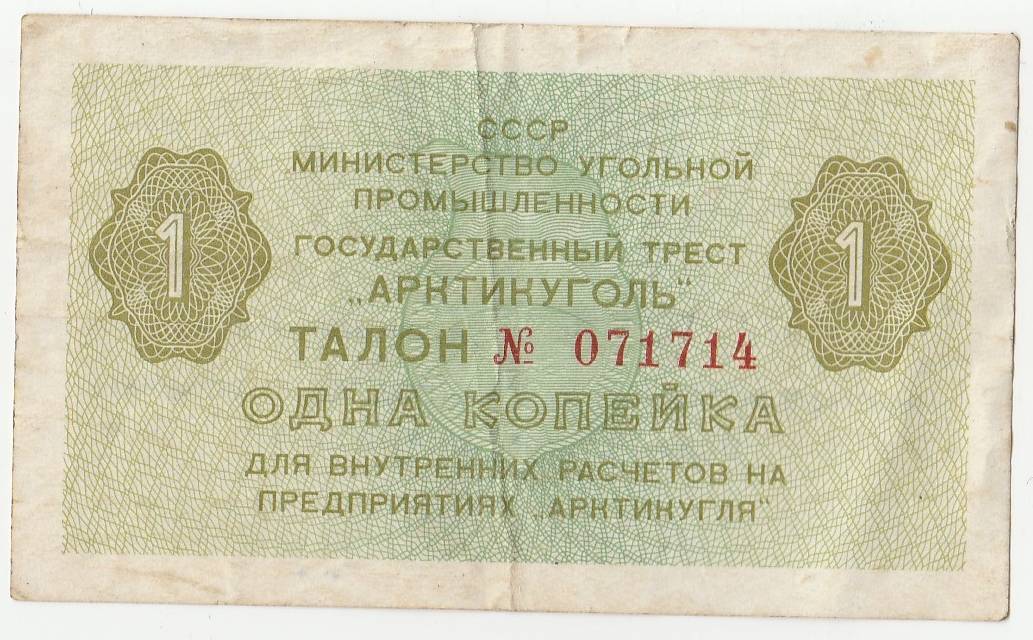 СССР
МИНИСТЕРСТВО УГОЛЬНОЙ
ПРОМЫШЛЕННОСТИ
ГОСУДАРСТВЕННЫЙ ТРЕСТ
„АРКТИКУГОЛЬ"
1
1
ТАЛОН № 071714
ОДНА КОПЕЙКА
ДЛЯ ВНУТРЕННИХ РАСЧЕТОВ НА
ПРЕДПРИЯТИЯХ „АРКТИКУГЛЯ"